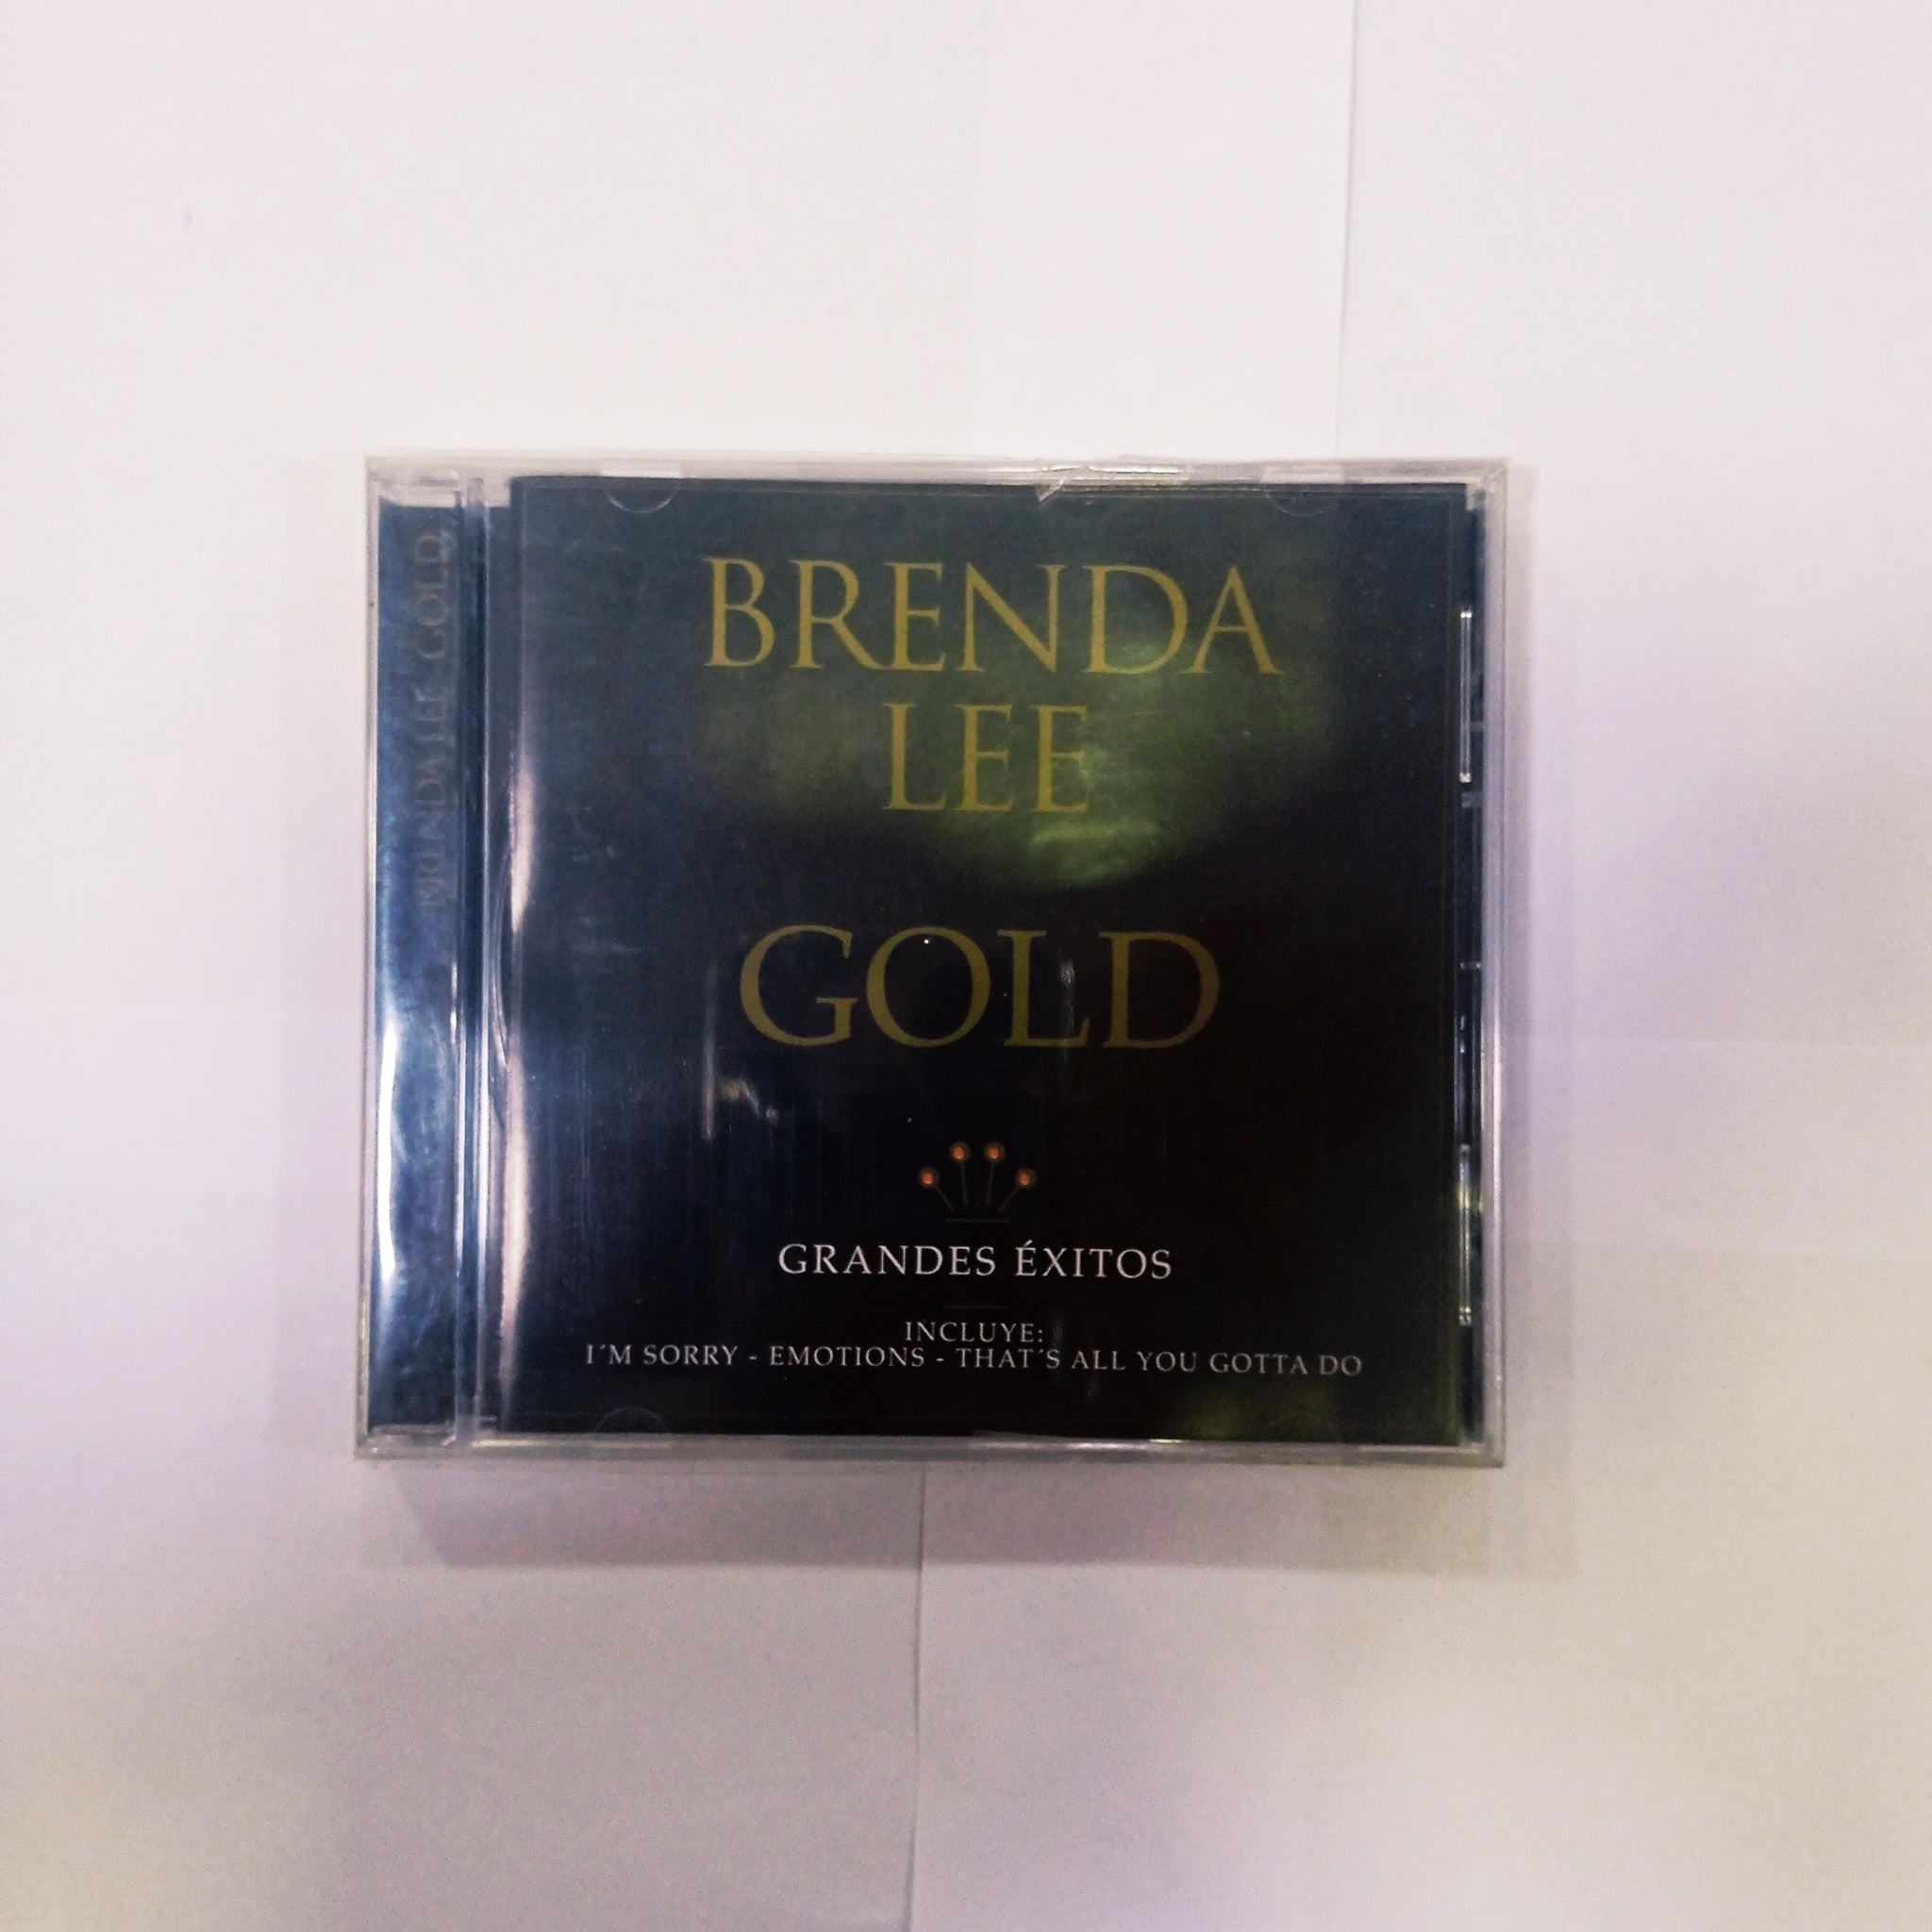 BRENDA LEE GOLD
BRENDA
LEE
GOLD
GRANDES ÉXITOS
INCLUYE:
I´M SORRY - EMOTIONS - THAT´S ALL YOU GOTTA DO